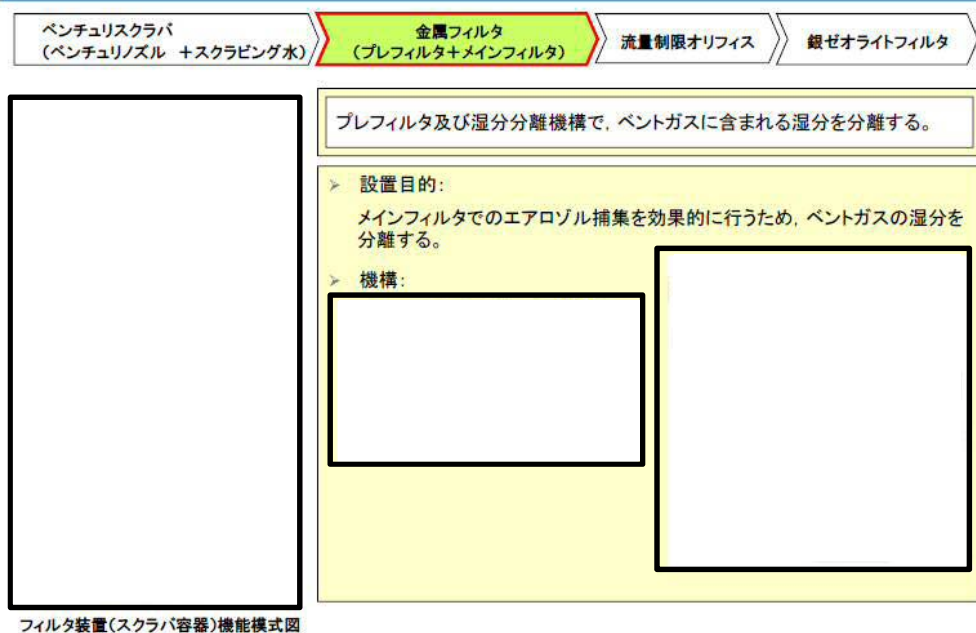 ベンチュリスクラバ
(ベンチュリノズル +スクラビング水)
金属フィルタ
(プレフィルタ+メインフィルタ)
流量制限オリフィス
銀ゼオライトフィルタ
プレフィルタ及び湿分分離機構で,ベントガスに含まれる湿分を分離する。
➢ 設置目的:
メインフィルタでのエアロゾル捕集を効果的に行うため,ベントガスの湿分を
分離する。
➢ 機構:
フィルタ装置(スクラバ容器)機能模式図